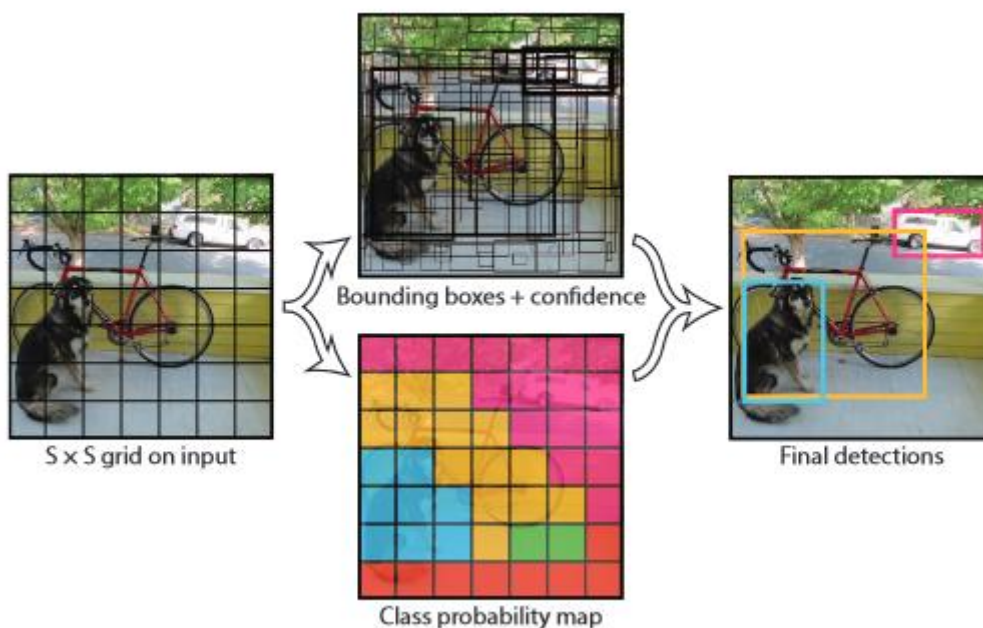 S × S grid on input
Bounding boxes + confidence
Class probability map
Final detections